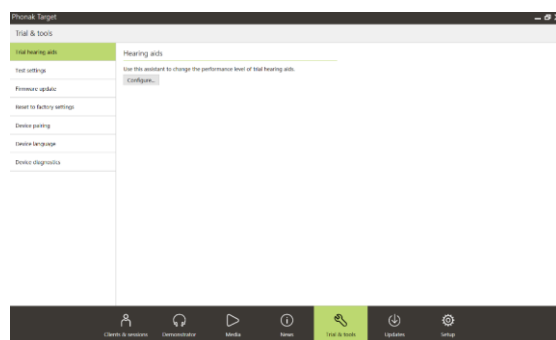 Phonak Target
Trial & tools
Trial hearing aids
Test settings
Firmware update
Reset to factory settings
Device pairing
Device language
Device diagnostics
Hearing aids
Use this assistant to change the performance level of trial hearing aids.
Configure...
Clients & sessions
Demonstrator
Media
News
Trial & tools
Updates
Setup